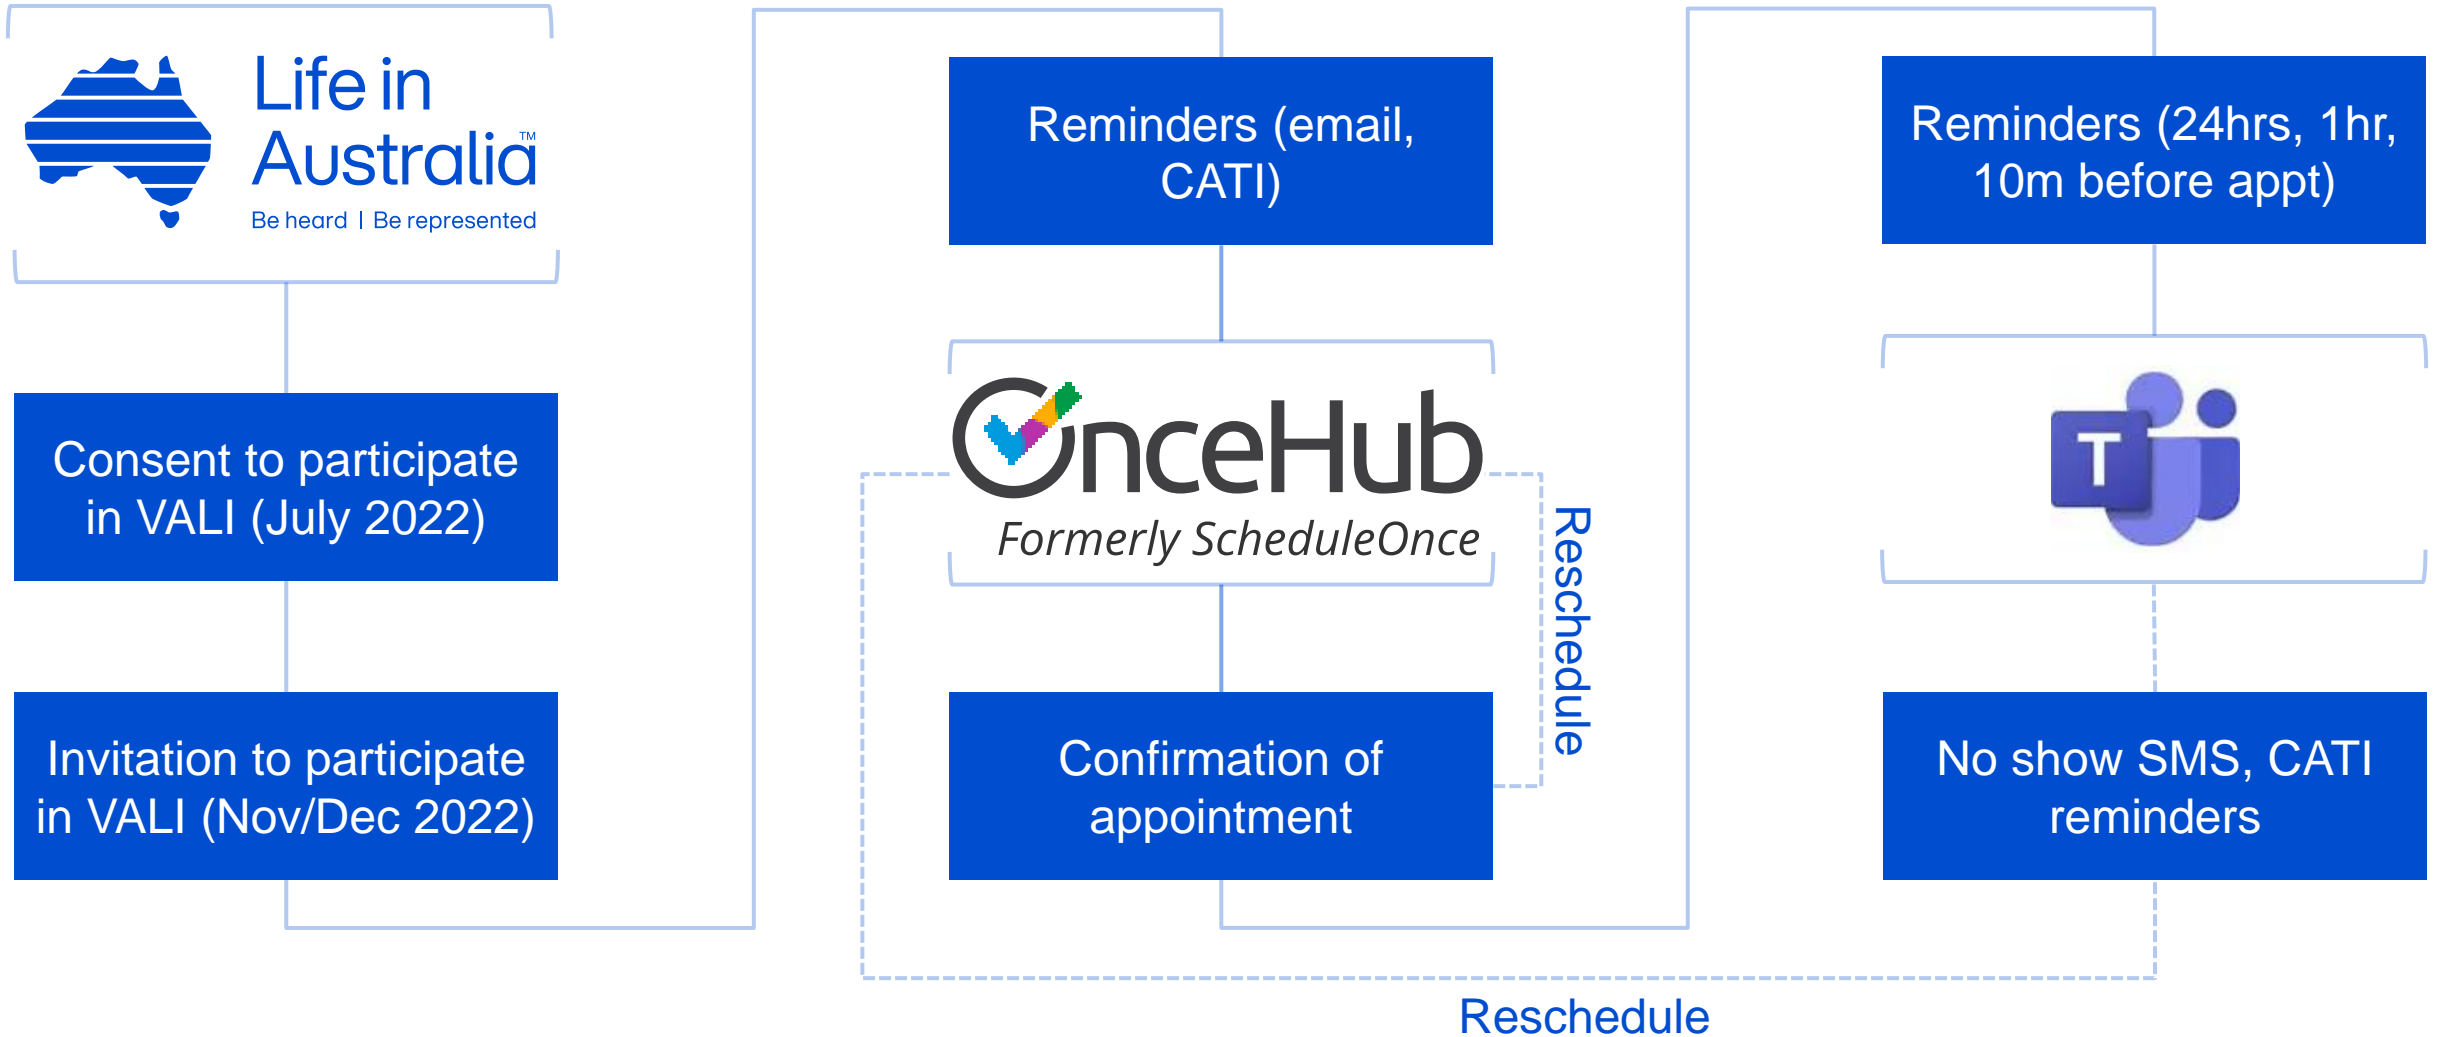 Life in
Australia™
Be heard | Be represented
Consent to participate
in VALI (July 2022)
Invitation to participate
in VALI (Nov/Dec 2022)
Reminders (email,
CATI)
OnceHub
Formerly ScheduleOnce
Reschedule
Confirmation of
appointment
Reminders (24hrs, 1hr,
10m before appt)
T
No show SMS, CATI
reminders
Reschedule